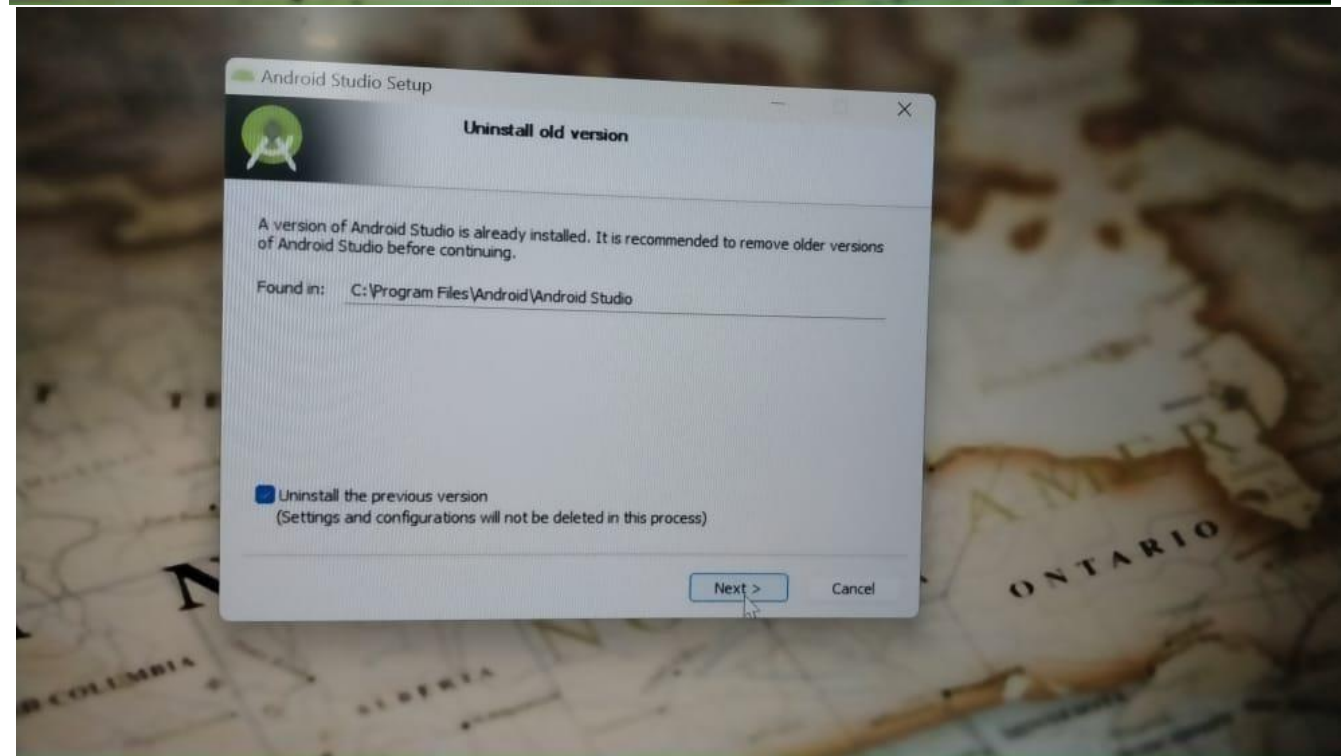 Android Studio Setup
Uninstall old version
A version of Android Studio is already installed. It is recommended to remove older versions
of Android Studio before continuing.
Found in: C:\Program Files\Android\Android Studio
Uninstall the previous version
(Settings and configurations will not be deleted in this process)
Next >
Cancel
AMER
ONTARIO
N
COLUMBIA
ALBERTA